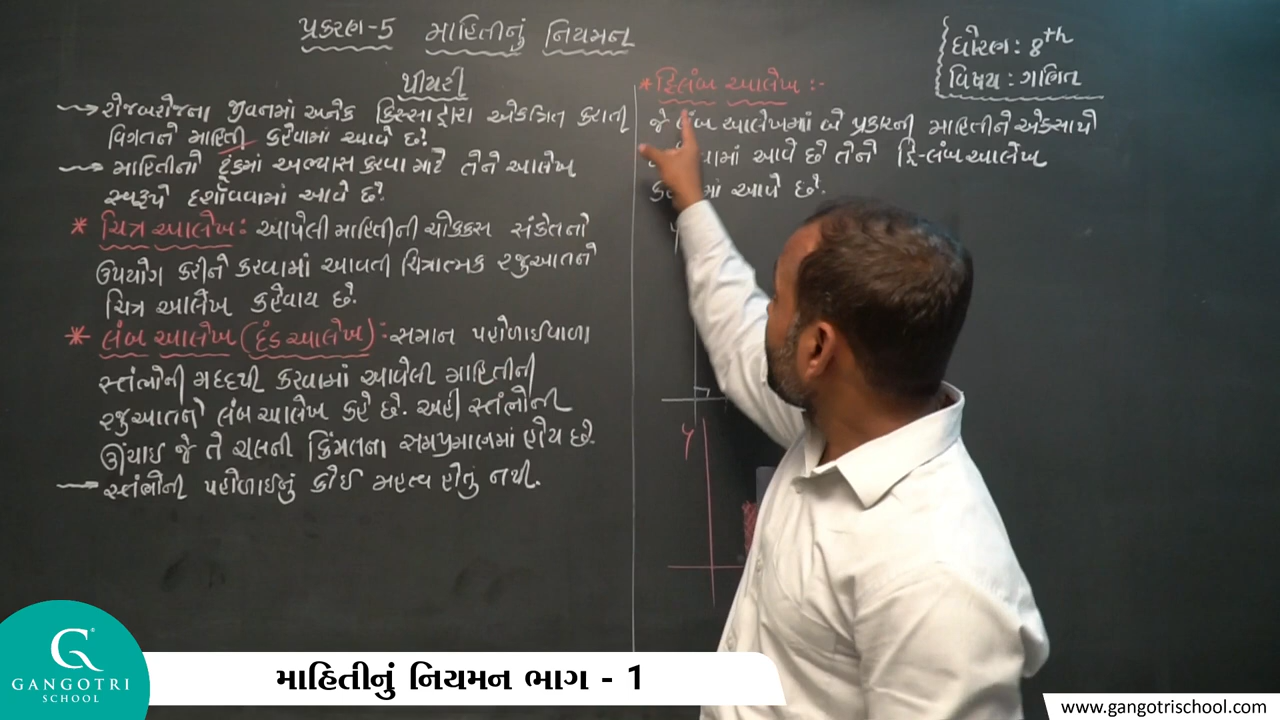 પ્રકરણ-5 માહિતીનું નિયમન
ધોરણ : 8th
વિષય : ગણિત
થીયરી
રોજબરોજના જીવનમાં અનેક કિસ્સા દ્વારા એકત્રિત કરાતી
વિગતને માહિતી કહેવામાં આવે છે.
માહિતીનો ટૂંકમાં અભ્યાસ કરવા માટે તેને આલેખ
સ્વરૂપે દર્શાવવામાં આવે છે.
* ચિત્ર આલેખ : આપેલી માહિતીની ચોક્કસ સંકેતનો
ઉપયોગ કરીને કરવામાં આવતી ચિત્રાત્મક રજુઆતને
ચિત્ર આલેખ કહેવાય છે.
* લંબ આલેખ (દંડ આલેખ) :- સમાન પહોળાઈવાળા
સ્તંભોની મદદથી કરવામાં આવેલી માહિતીની
રજુઆતને લંબ આલેખ કહે છે. અહી સ્તંભોની
ઊંચાઇ જે તે ચલની કિંમતના સમપ્રમાણમાં હોય છે.
સ્તંભોની પહોળાઈનું કોઈ મહત્વ હોતું નથી.
* દ્વિલંબ આલેખ :-
જે લંબ આલેખમાં બે પ્રકારની માહિતીને એકસાથે
આવે છે તેને દ્વિ-લંબ આલેખ
આવે છે.
y
y
GANGOTRI
SCHOOL
માહિતીનું નિયમન ભાગ - 1
www.gangotrischool.com